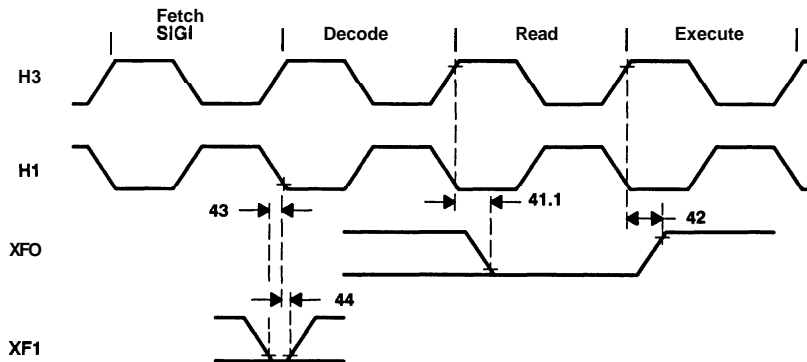 Fetch
SIGI
Decode
Read
Execute
H3
H1
43
41.1
42
XFO
44
XF1